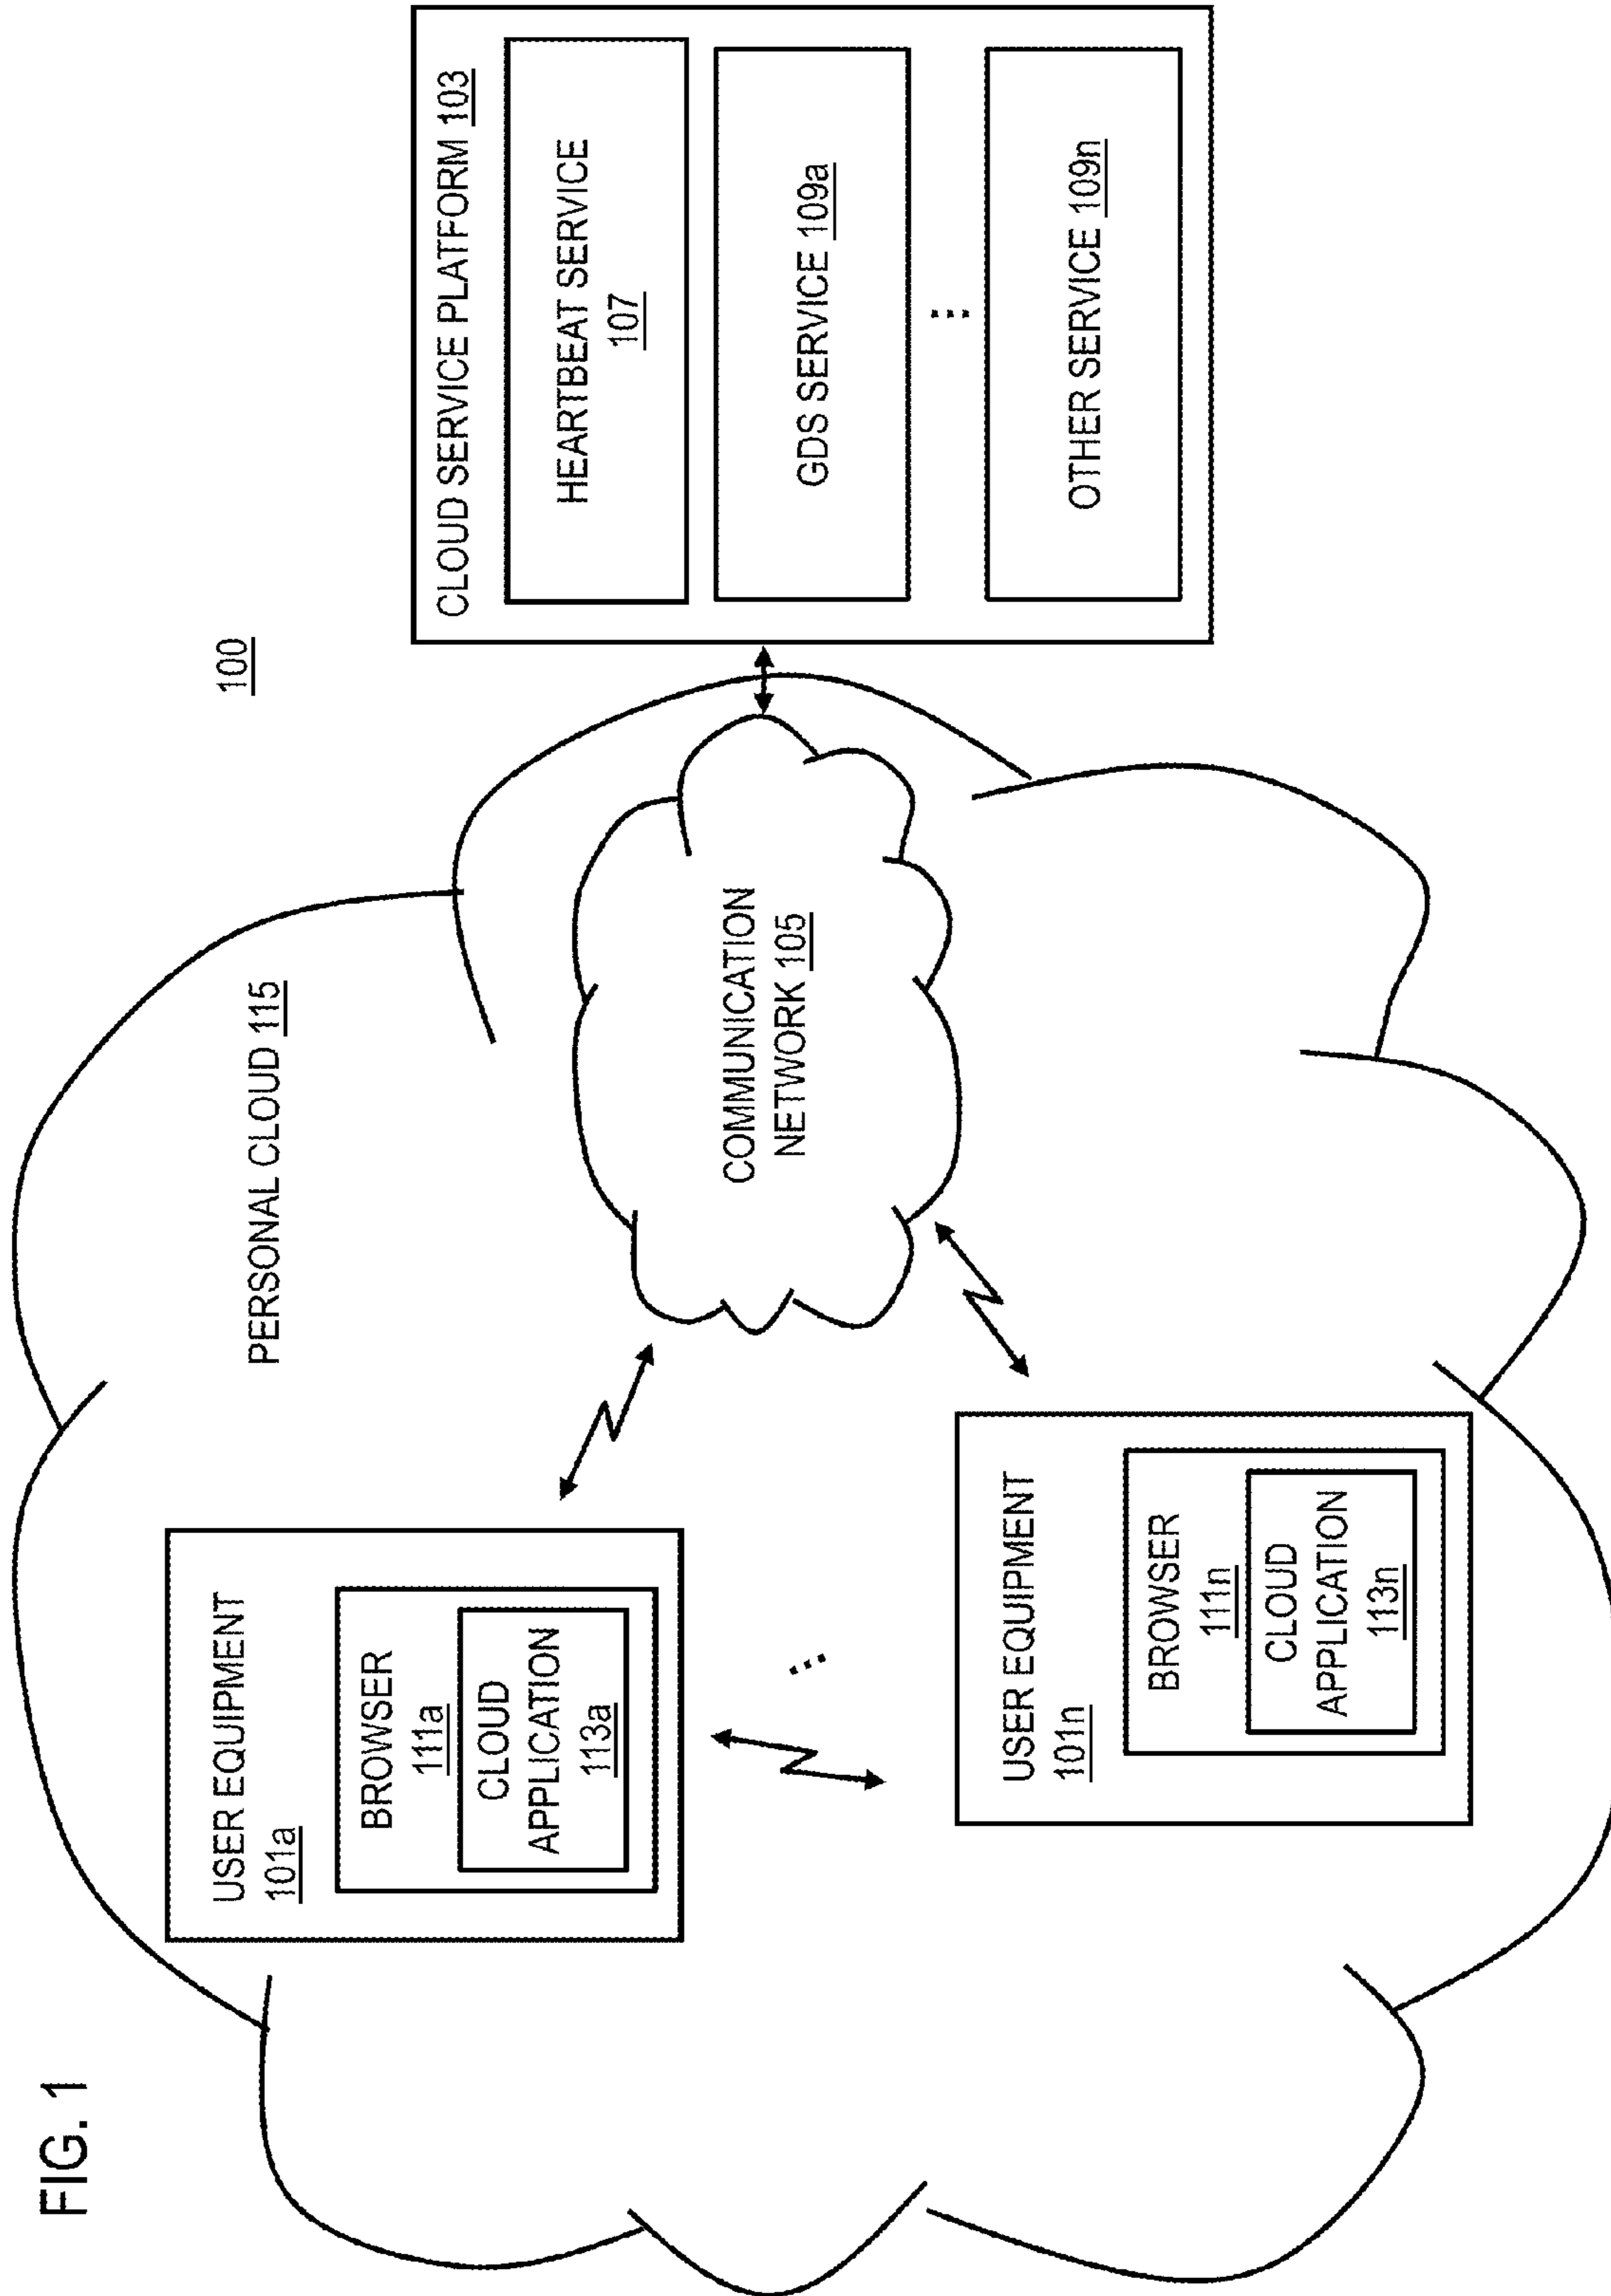 FIG. 1
100
PERSONAL CLOUD 115
USER EQUIPMENT
101a
BROWSER
111a
CLOUD
APPLICATION
113a
COMMUNICATION
NETWORK 105
CLOUD SERVICE PLATFORM 103
HEARTBEAT SERVICE
107
GDS SERVICE 109a
...
OTHER SERVICE 109n
...
USER EQUIPMENT
101n
BROWSER
111n
CLOUD
APPLICATION
113n